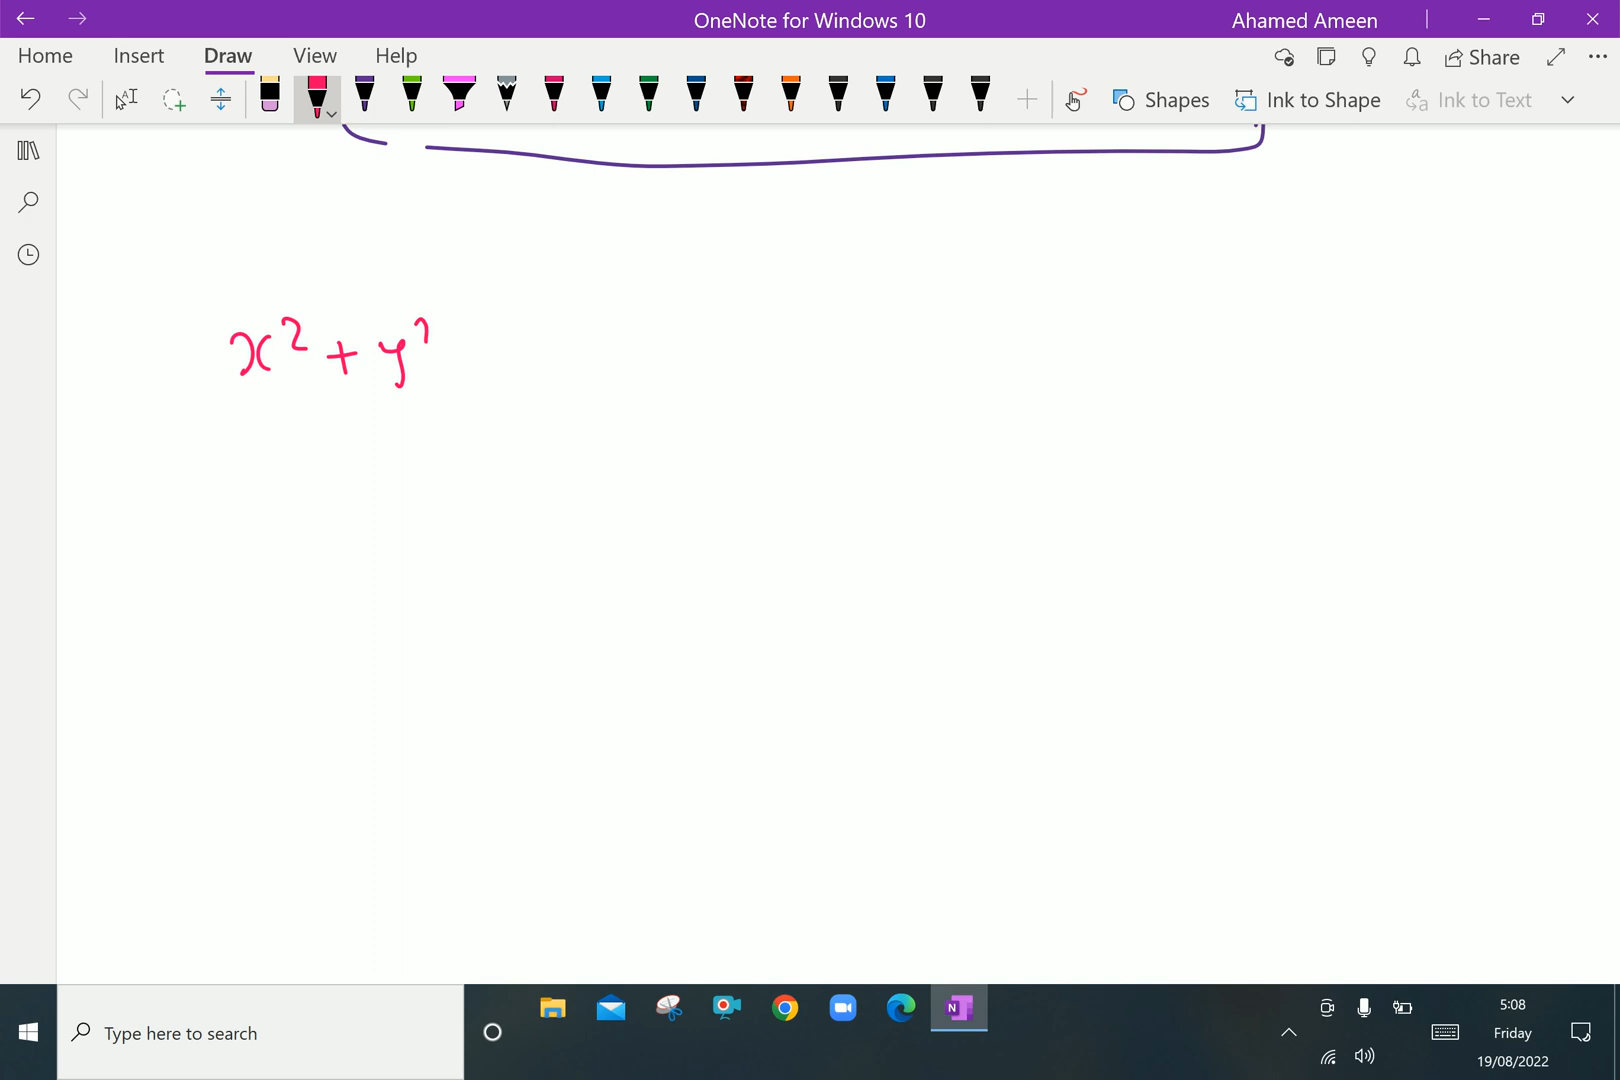 OneNote for Windows 10
Ahamed Ameen
Home Insert Draw View Help
Share
Shapes Ink to Shape Ink to Text
x² + y²
Type here to search
5:08
Friday
19/08/2022